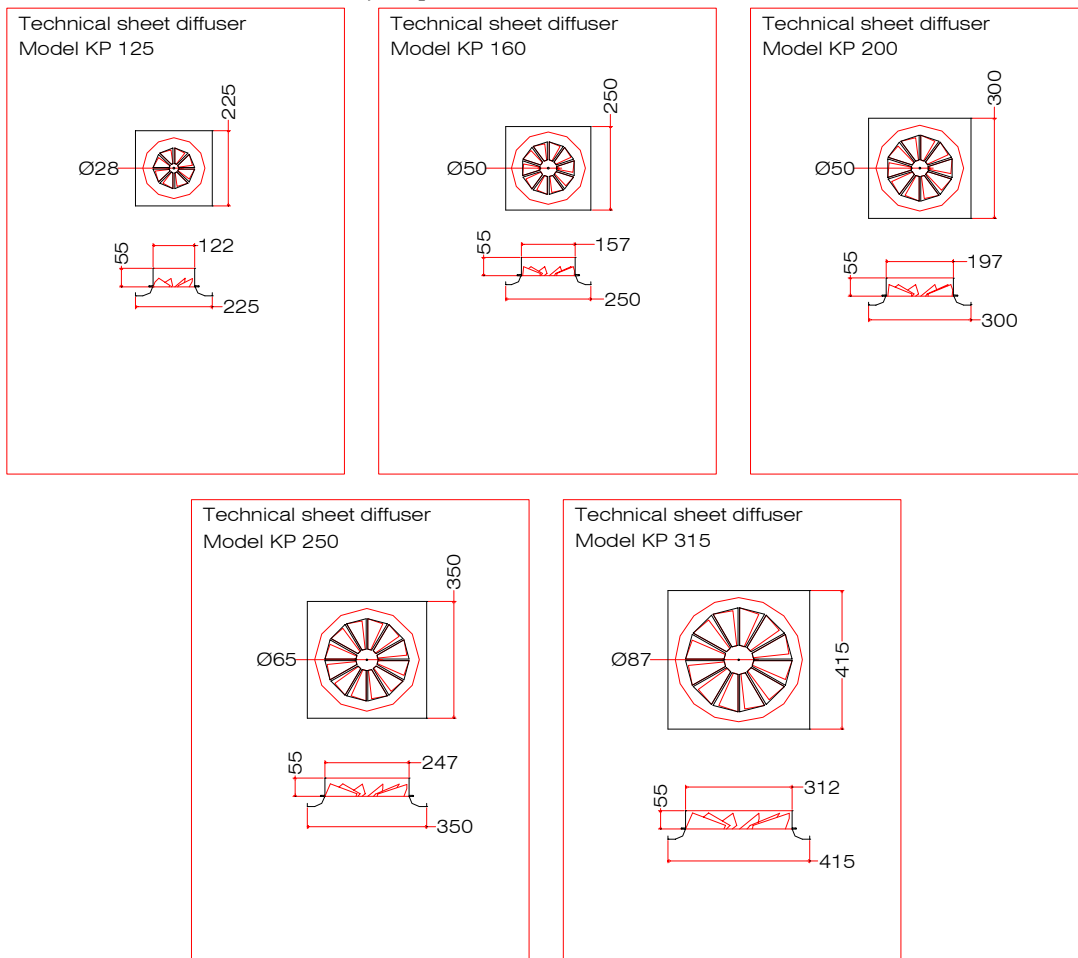 Technical sheet diffuser
Model KP 125
225
Ø28
55
122
225
Technical sheet diffuser
Model KP 160
250
Ø50
55
157
250
Technical sheet diffuser
Model KP 200
300
Ø50
55
197
300
Technical sheet diffuser
Model KP 250
350
Ø65
55
247
350
Technical sheet diffuser
Model KP 315
Ø87
415
55
312
415